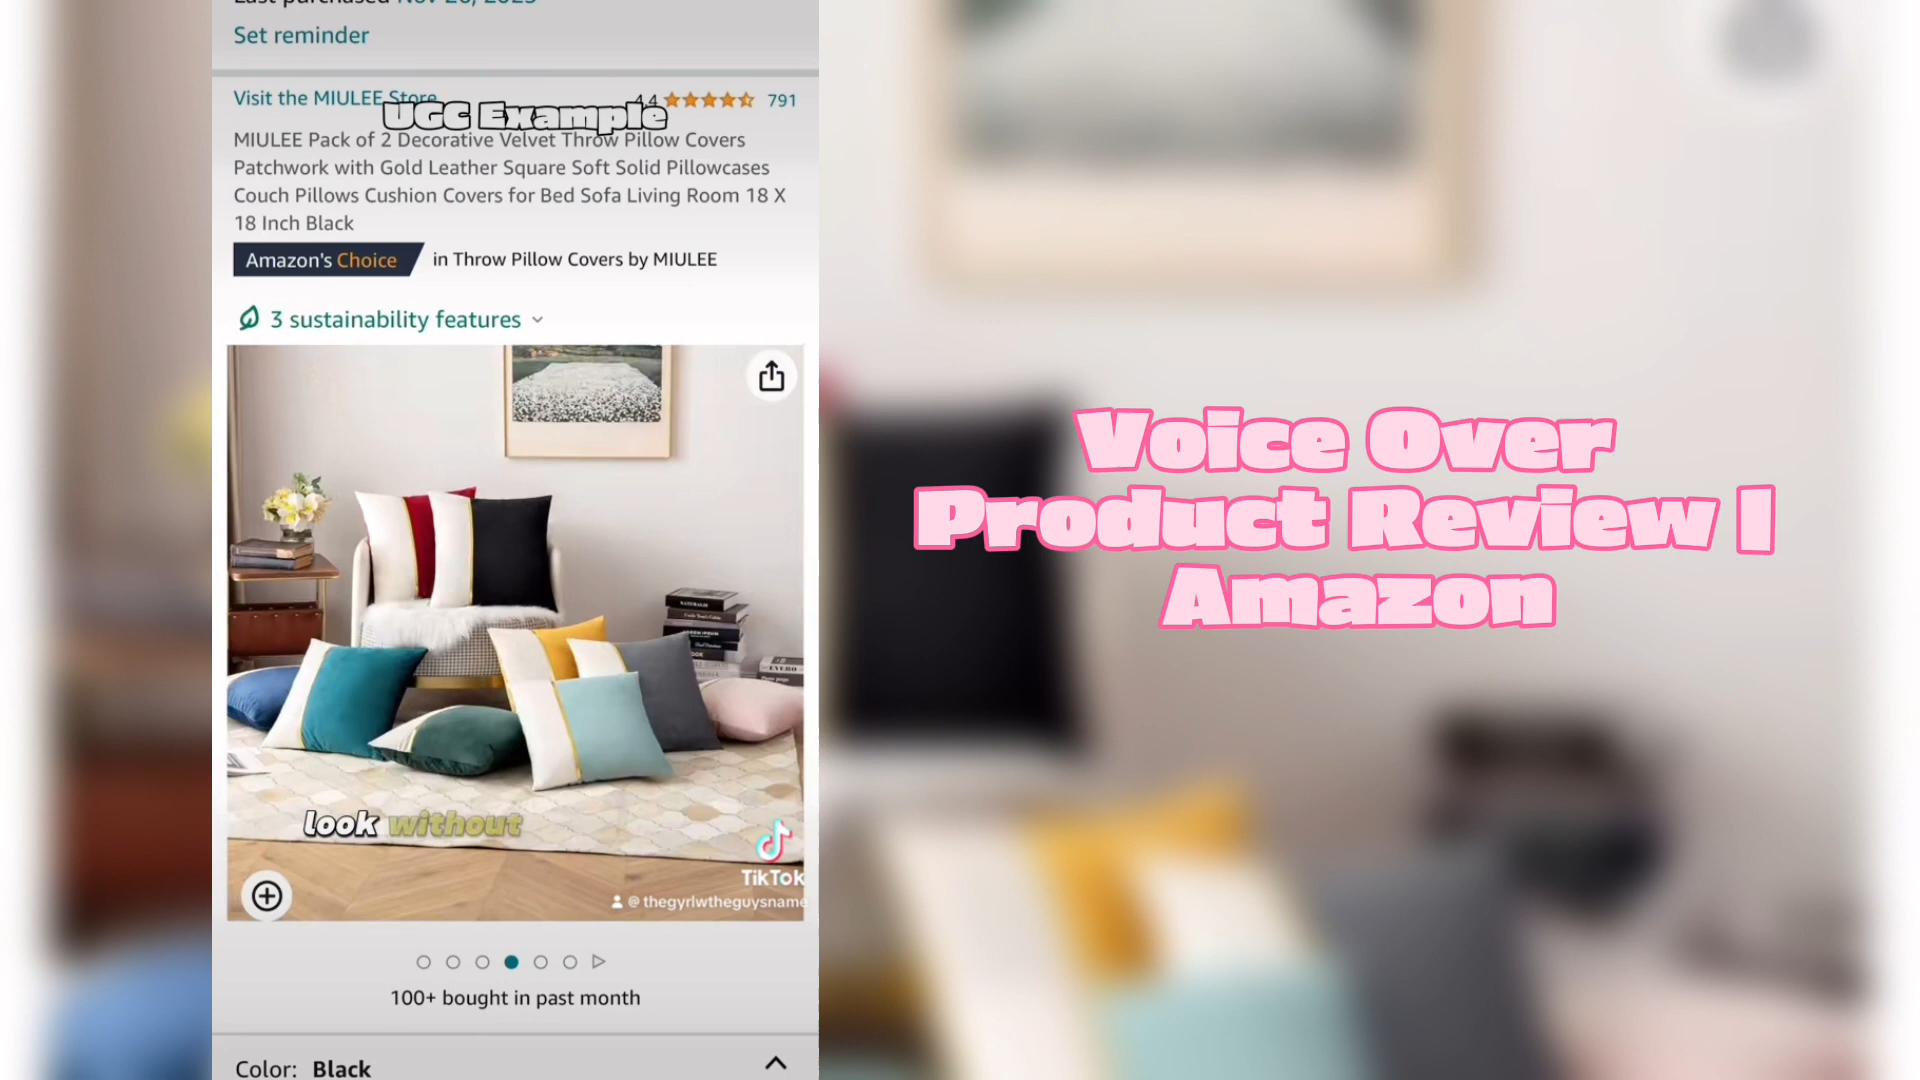 Set reminder
Visit the MIULEE Store
4.4
791
UGC Example
MIULEE Pack of 2 Decorative Velvet Throw Pillow Covers
Patchwork with Gold Leather Square Soft Solid Pillowcases
Couch Pillows Cushion Covers for Bed Sofa Living Room 18 X
18 Inch Black
Amazon's Choice in Throw Pillow Covers by MIULEE
3 sustainability features
look without
TikTok
@ thegyrlwtheguysname
100+ bought in past month
Color: Black
Voice Over
Product Review |
Amazon